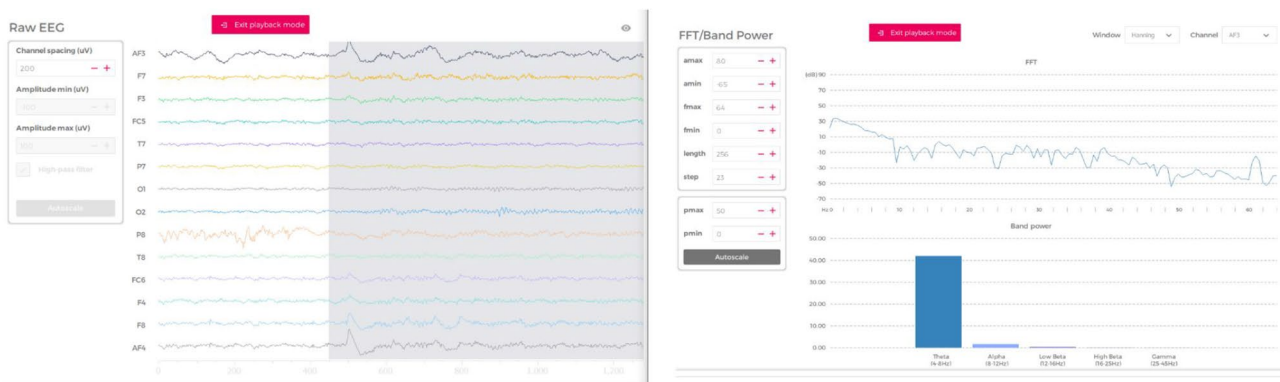 Raw EEG
Exit playback mode
Channel spacing (uV)
200
Amplitude min (uV)
Amplitude max (uV)
High-pass filter
Autoscale
AF3
F7
F3
FC5
T7
P7
O1
O2
P8
T8
FC6
F4
F8
AF4
0 200 400 600 800 1,000 1,200
FFT/Band Power
Exit playback mode
Window Hanning Channel AF3
amax 80
amin -65
fmax 64
fmin 0
length 256
step 23
pmax 50
pmin 0
Autoscale
FFT
(dB) 90
70
50
30
10
-10
-30
-50
-70
Hz 0 10 20 30 40 50 60
Band power
50.00
40.00
30.00
20.00
10.00
0.00
Theta
(4-8Hz)
Alpha
(8-12Hz)
Low Beta
(12-16Hz)
High Beta
(16-25Hz)
Gamma
(25-45Hz)